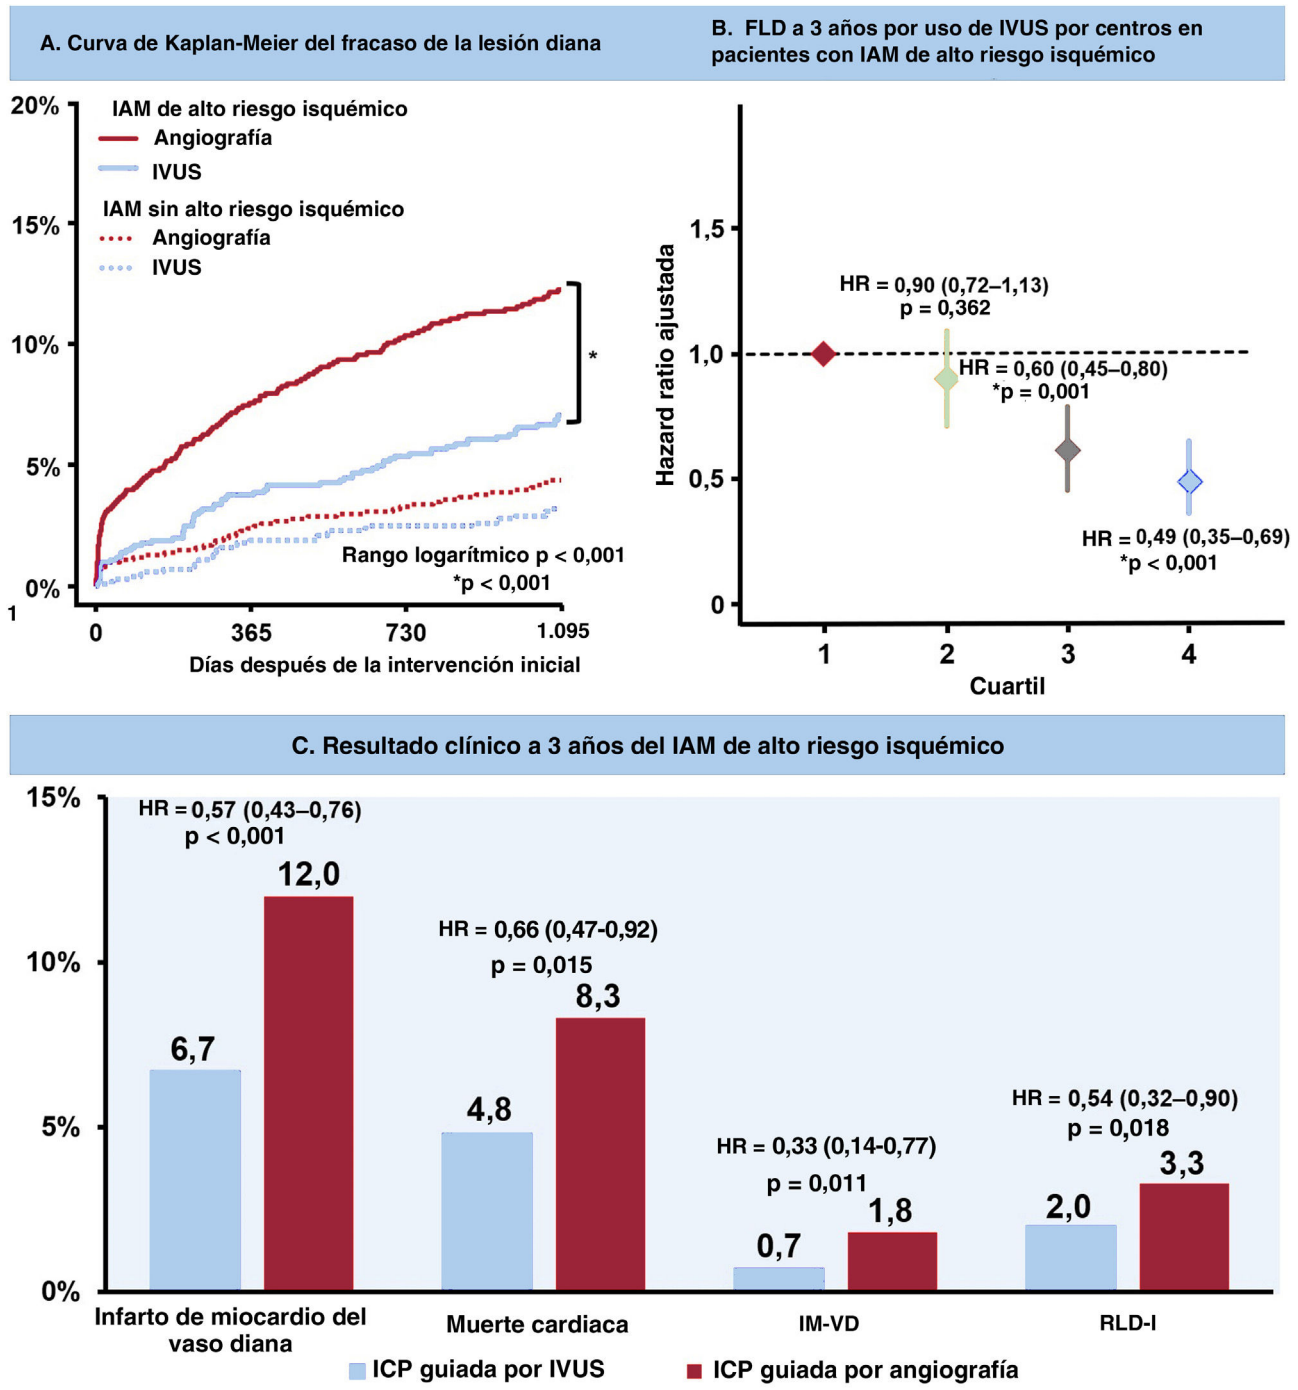 A. Curva de Kaplan-Meier del fracaso de la lesión diana
B. FLD a 3 años por uso de IVUS por centros en
pacientes con IAM de alto riesgo isquémico
20%
15%
10%
5%
0%
1
IAM de alto riesgo isquémico
Angiografía
IVUS
IAM sin alto riesgo isquémico
Angiografía
IVUS
*
Rango logarítmico p < 0,001
*p < 0,001
0
365
730
1.095
Días después de la intervención inicial
Hazard ratio ajustada
1,5
1,0
0,5
0
HR = 0,90 (0,72–1,13)
p = 0,362
HR = 0,60 (0,45–0,80)
*p = 0,001
HR = 0,49 (0,35–0,69)
*p < 0,001
1
2
3
4
Cuartil
C. Resultado clínico a 3 años del IAM de alto riesgo isquémico
15%
10%
5%
0%
HR = 0,57 (0,43–0,76)
p < 0,001
12,0
6,7
HR = 0,66 (0,47-0,92)
p = 0,015
8,3
4,8
HR = 0,33 (0,14-0,77)
p = 0,011
1,8
0,7
HR = 0,54 (0,32–0,90)
p = 0,018
3,3
2,0
Infarto de miocardio del
vaso diana
Muerte cardiaca
IM-VD
RLD-I
ICP guiada por IVUS
ICP guiada por angiografía